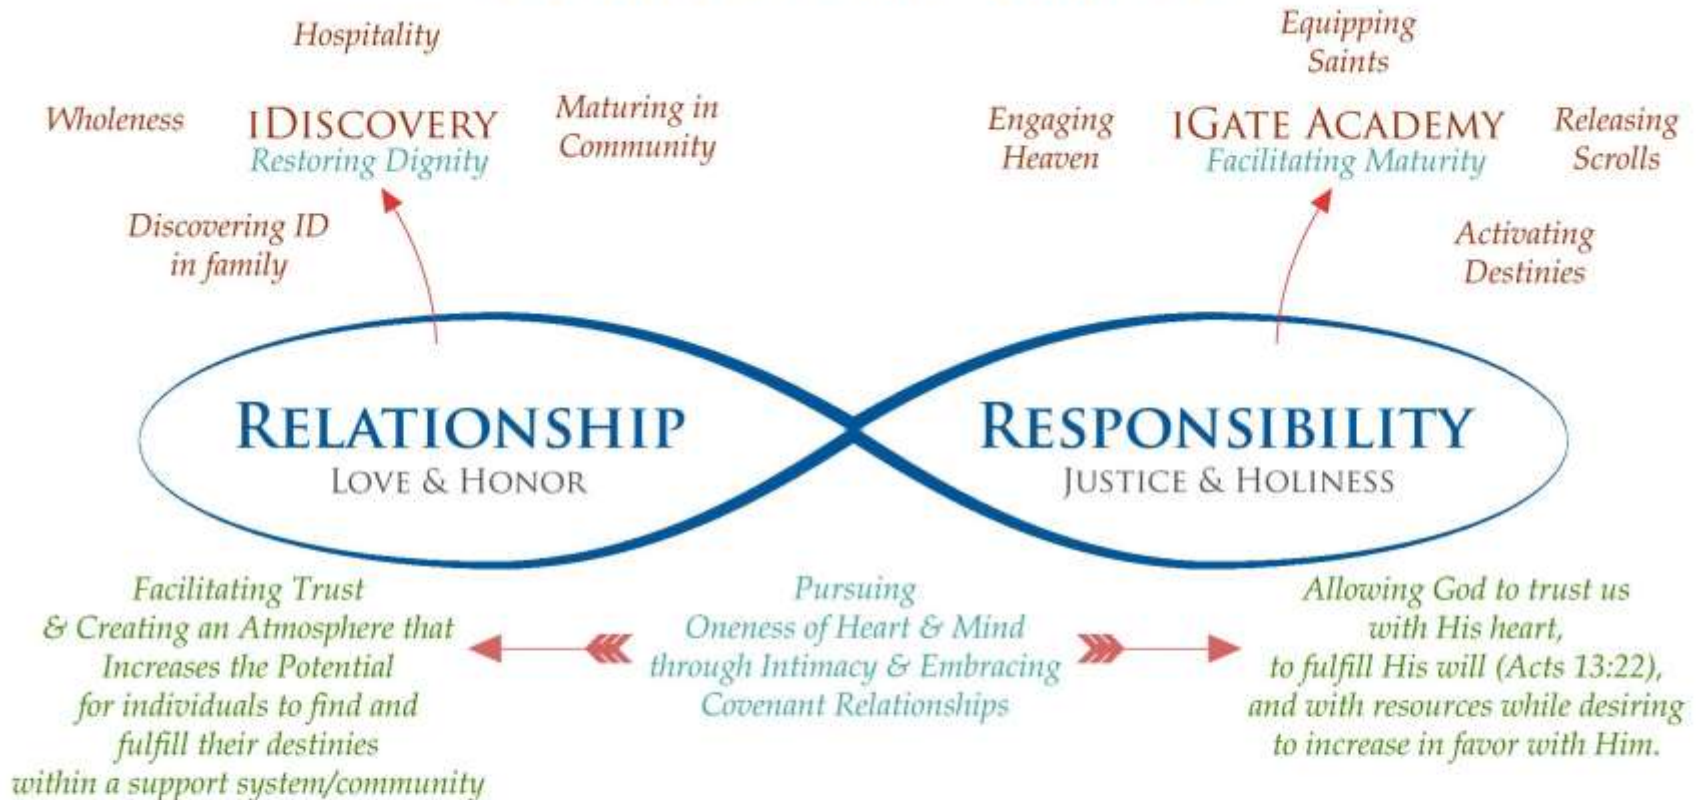 Hospitality
Wholeness
iDiscovery
Restoring Dignity
Maturing in
Community
Discovering ID
in family
Equipping
Saints
Engaging
Heaven
iGate Academy
Facilitating Maturity
Releasing
Scrolls
Activating
Destinies
Relationship
Love & Honor
Responsibility
Justice & Holiness
Facilitating Trust
& Creating an Atmosphere that
Increases the Potential
for individuals to find and
fulfill their destinies
within a support system/community
Pursuing
Oneness of Heart & Mind
through Intimacy & Embracing
Covenant Relationships
Allowing God to trust us
with His heart,
to fulfill His will (Acts 13:22),
and with resources while desiring
to increase in favor with Him.